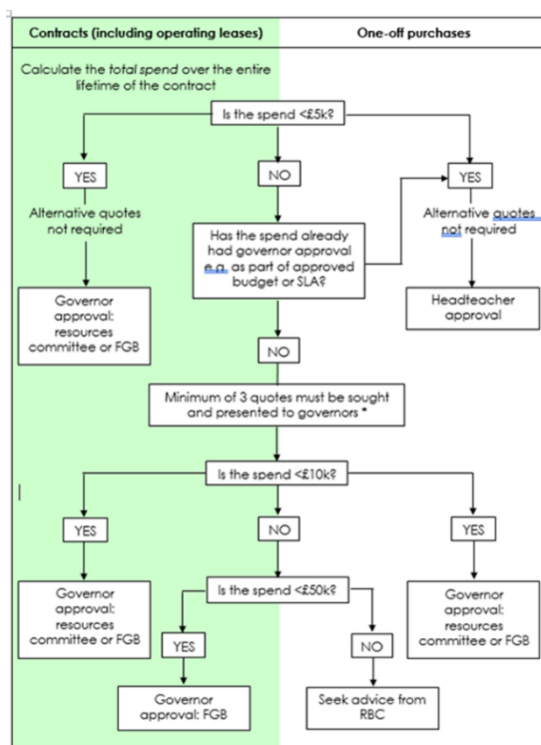 Contracts (including operating leases)
One-off purchases
Calculate the total spend over the entire
lifetime of the contract
Is the spend <£5k?
YES
NO
YES
Alternative quotes
not required
Has the spend already
had governor approval
e.g. as part of approved
budget or SLA?
Alternative quotes
not required
Governor
approval:
resources
committee or FGB
Headteacher
approval
NO
Minimum of 3 quotes must be sought
and presented to governors *
Is the spend <£10k?
YES
NO
YES
Governor
approval:
resources
committee or FGB
Is the spend <£50k?
Governor
approval:
resources
committee or FGB
YES
NO
Governor
approval: FGB
Seek advice from
RBC